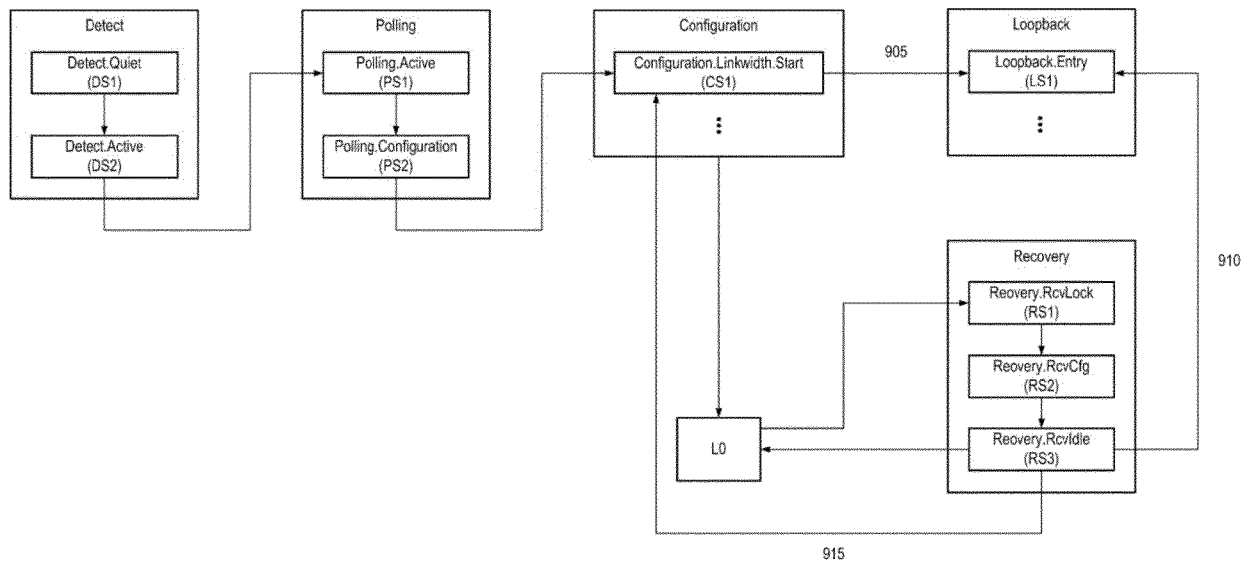 Detect
Detect.Quiet
(DS1)
Detect.Active
(DS2)
Polling
Polling.Active
(PS1)
Polling.Configuration
(PS2)
Configuration
Configuration.Linkwidth.Start
(CS1)
905
Loopback
Loopback.Entry
(LS1)
910
Recovery
Reovery.RcvLock
(RS1)
Reovery.RcvCfg
(RS2)
Reovery.RcvIdle
(RS3)
L0
915